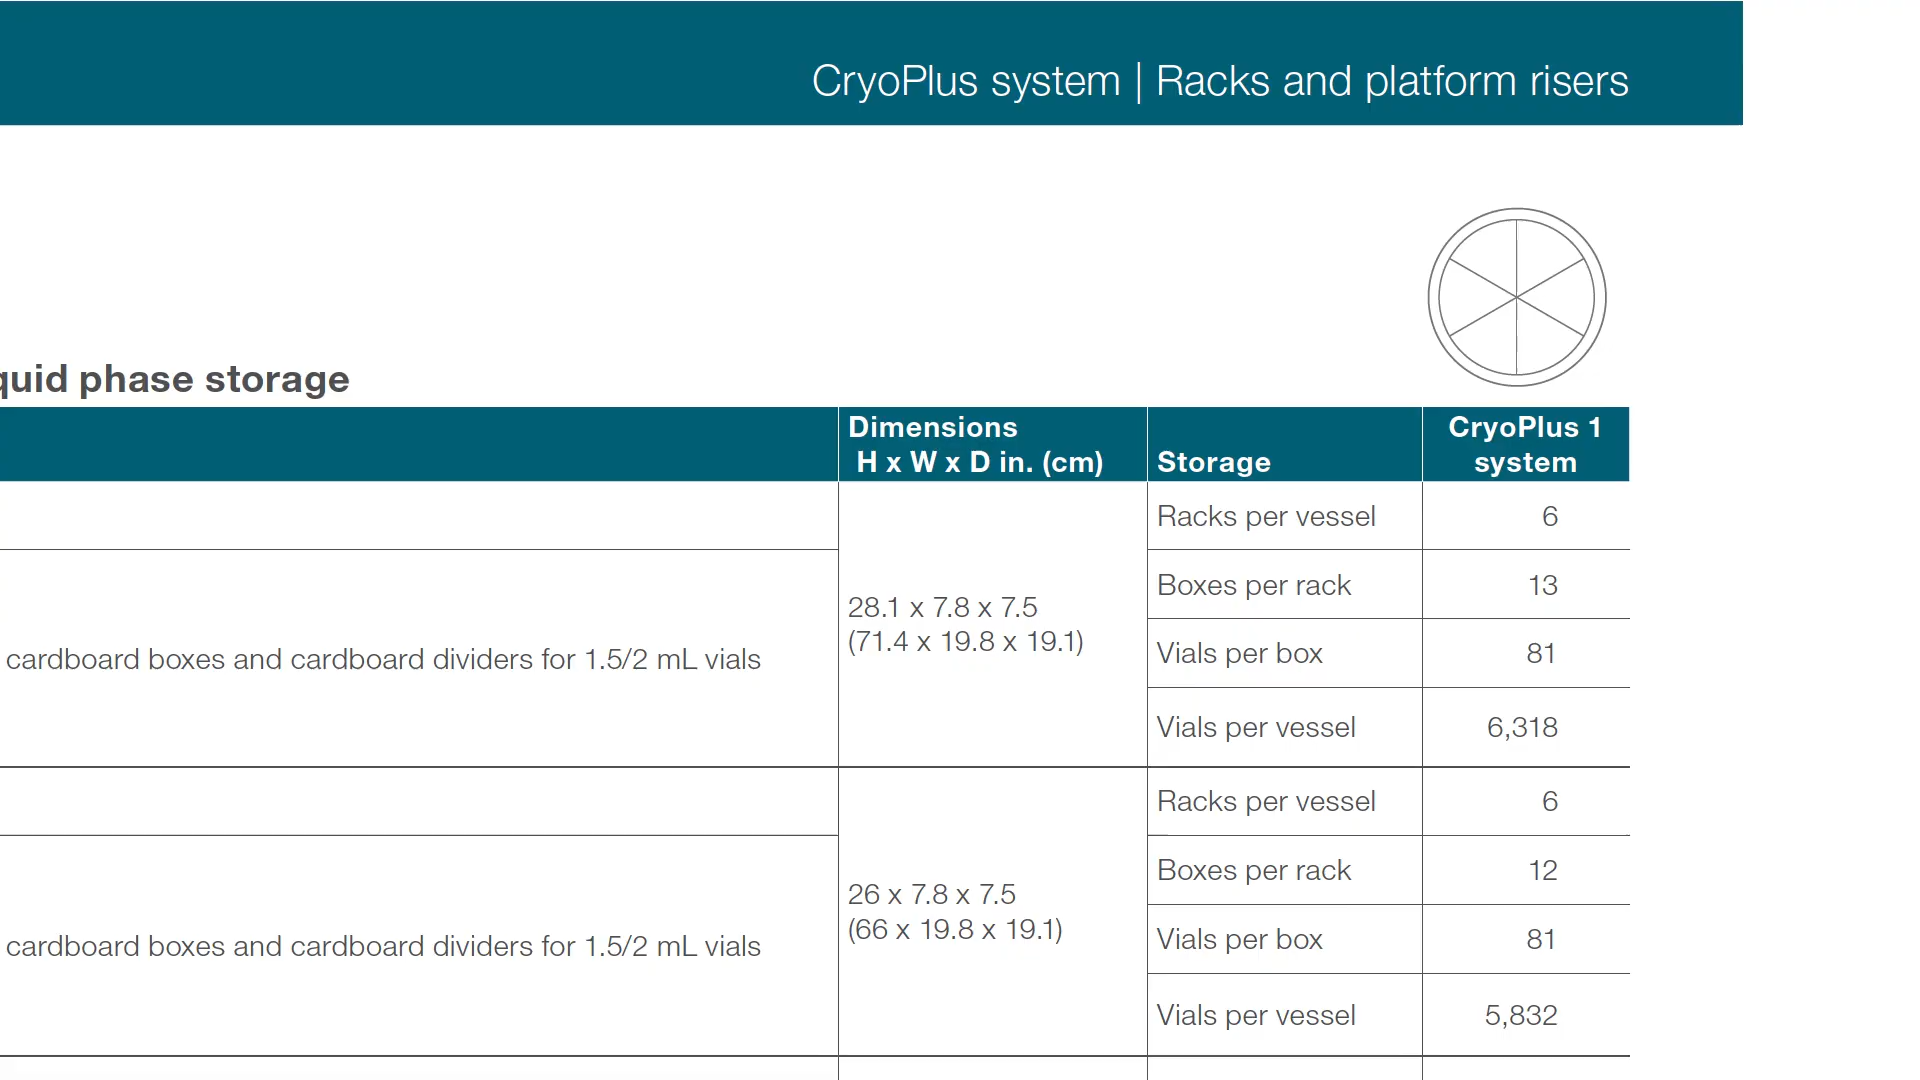 CryoPlus system | Racks and platform risers
quid phase storage
Dimensions
H x W x D in. (cm)
Storage
CryoPlus 1
system
Racks per vessel
6
28.1 x 7.8 x 7.5
(71.4 x 19.8 x 19.1)
Boxes per rack
13
cardboard boxes and cardboard dividers for 1.5/2 mL vials
Vials per box
81
Vials per vessel
6,318
Racks per vessel
6
26 x 7.8 x 7.5
(66 x 19.8 x 19.1)
Boxes per rack
12
cardboard boxes and cardboard dividers for 1.5/2 mL vials
Vials per box
81
Vials per vessel
5,832